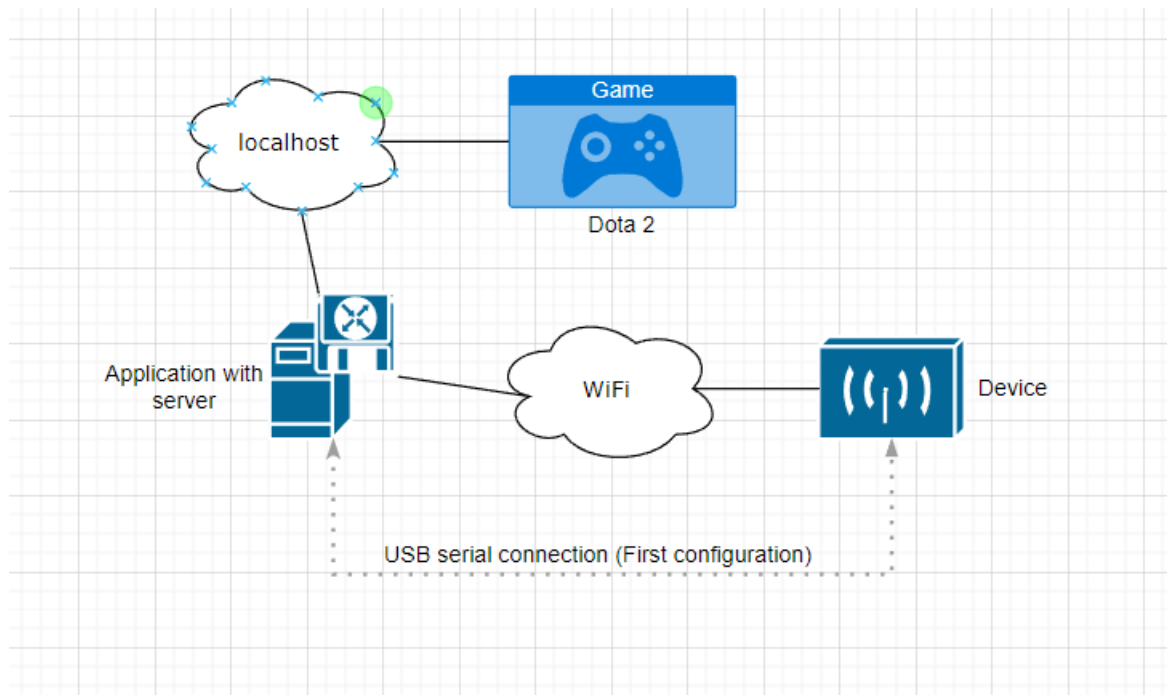 Game
localhost
Dota 2
Application with
server
WiFi
Device
USB serial connection (First configuration)